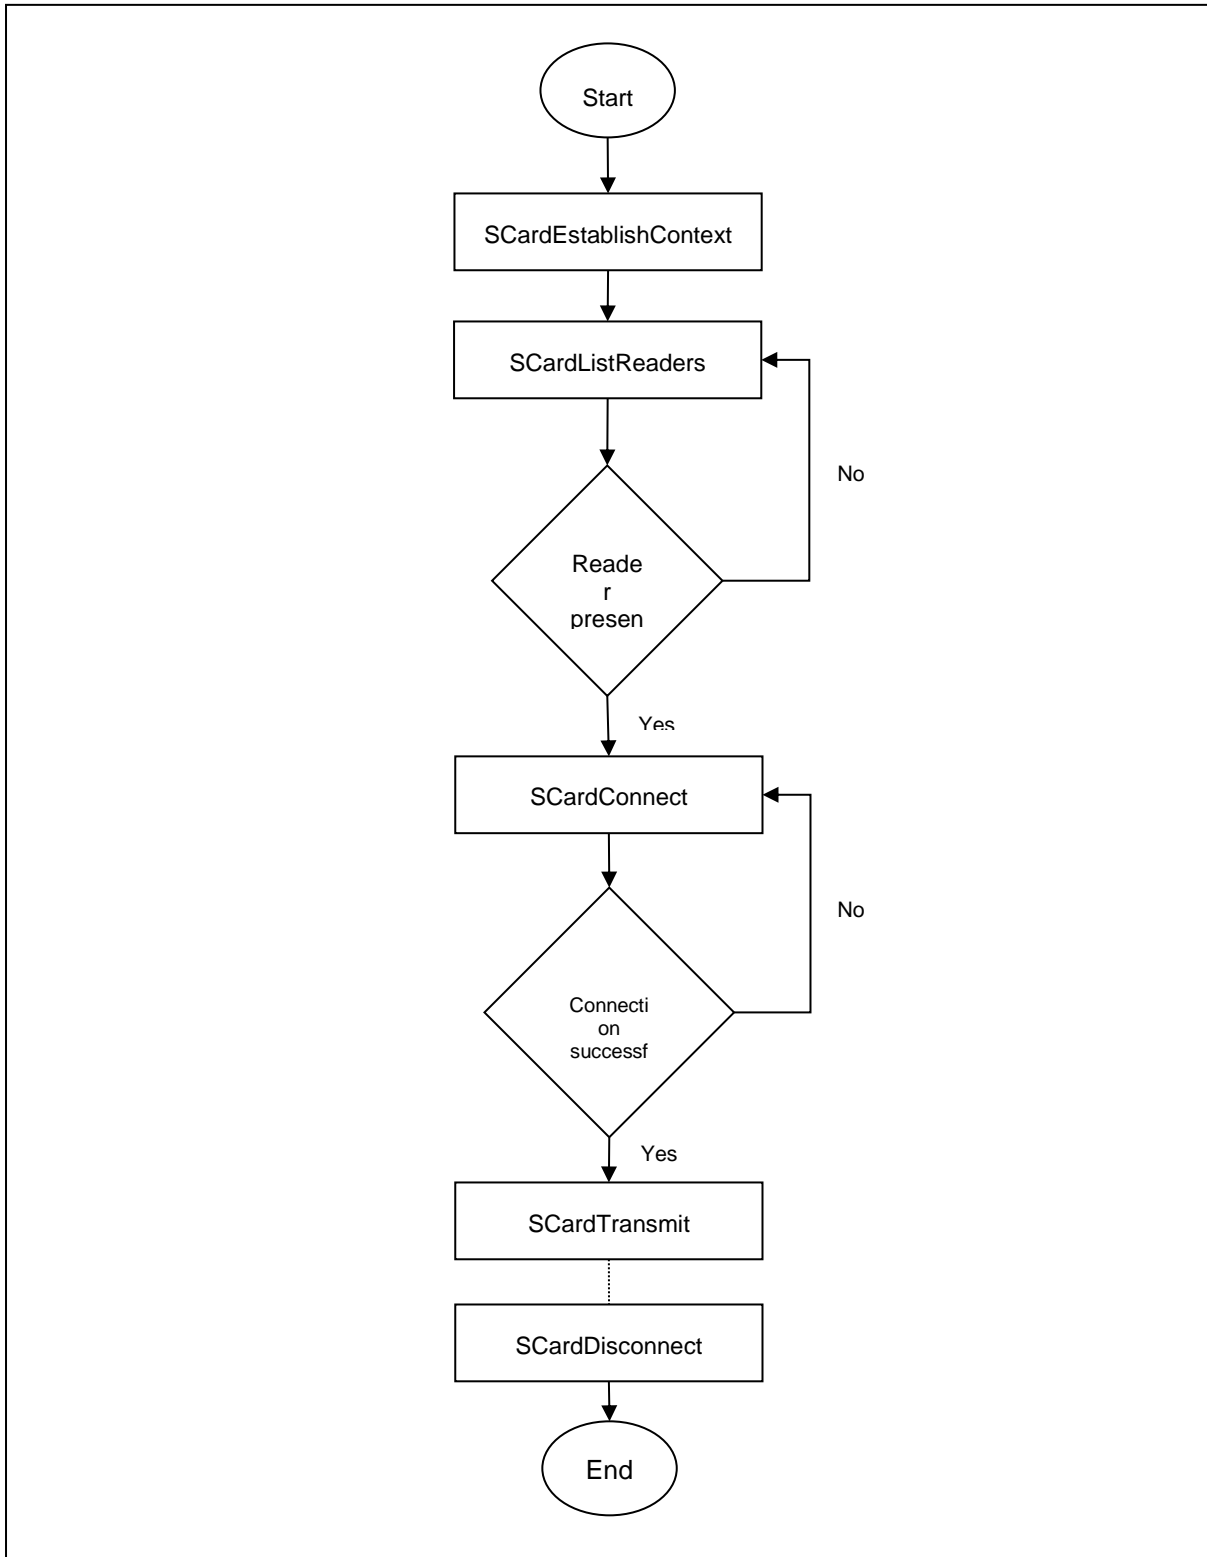 Start
SCardEstablishContext
SCardListReaders
No
Reade
r
presen
Yes
SCardConnect
No
Connecti
on
successf
Yes
SCardTransmit
SCardDisconnect
End